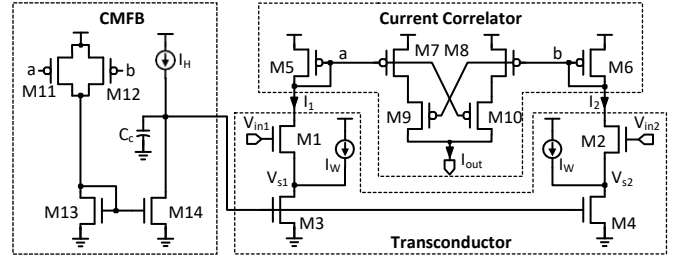 CMFB
Current Correlator
a
b
M11
M12
I_H
C_c
M13
M14
M5
a
M7
M8
b
M6
M9
M10
I_1
I_2
I_out
V_in1
M1
I_W
V_s1
M3
V_in2
M2
I_W
V_s2
M4
Transconductor